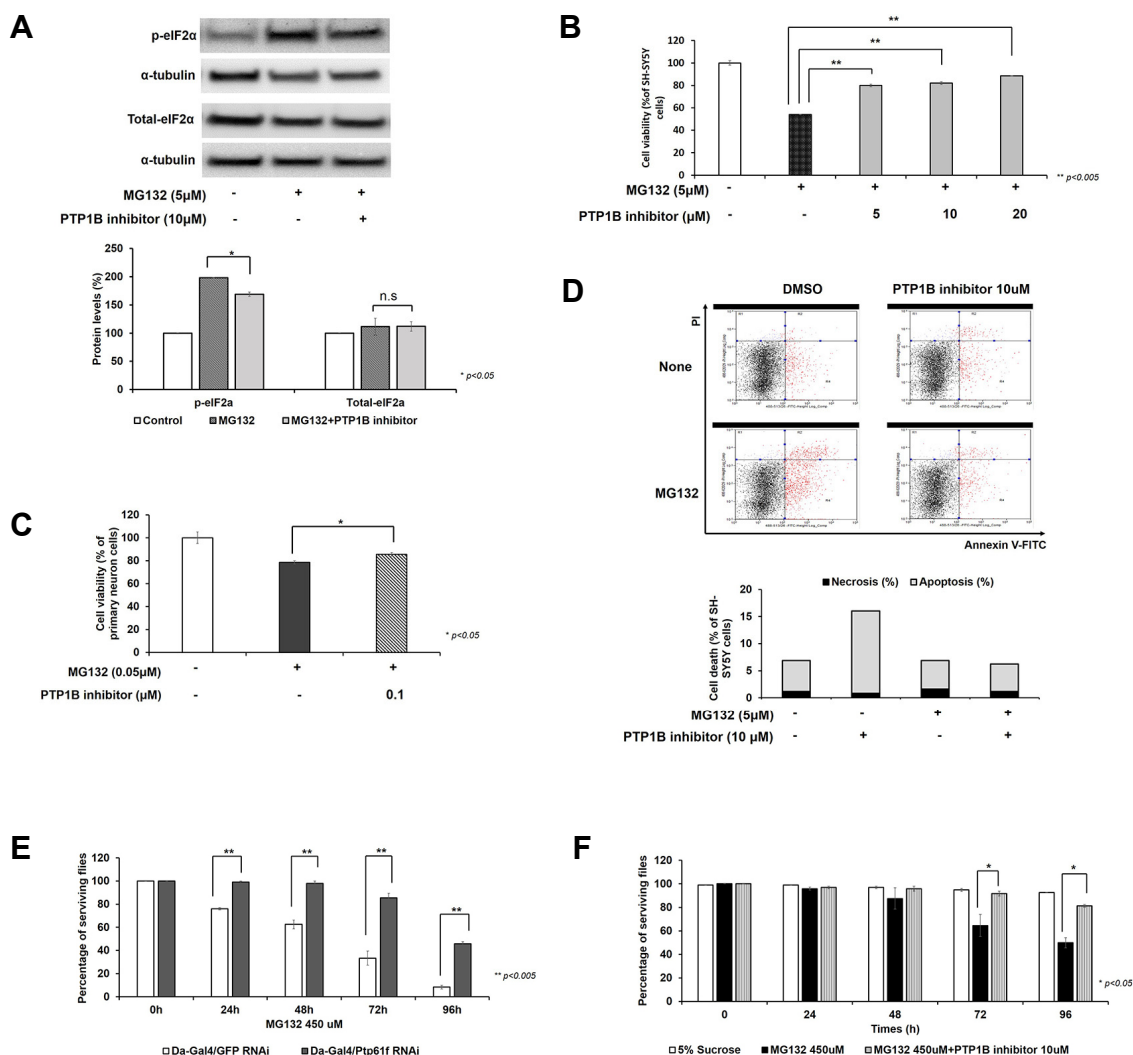 A
p-eIF2α
α-tubulin
Total-eIF2α
α-tubulin
MG132 (5µM) - + +
PTP1B inhibitor (10µM) - - +
Protein levels (%)
250
200
150
100
50
0
*
n.s
* p<0.05
p-eIF2a Total-eIF2a
Control MG132 MG132+PTP1B inhibitor
B
Cell viability (%of SH-SY5Y
cells)
120
100
80
60
40
20
0
**
**
**
** p<0.005
MG132 (5µM) - + + + +
PTP1B inhibitor (µM) - - 5 10 20
C
Cell viability (% of
primary neuron cells)
120
100
80
60
40
20
0
*
* p<0.05
MG132 (0.05µM) - + +
PTP1B inhibitor (µM) - - 0.1
D
DMSO PTP1B inhibitor 10uM
PI
None
MG132
R1 R2
R4
Annexin V-FITC
Necrosis (%) Apoptosis (%)
Cell death (% of SH-
SY5Y cells)
20
15
10
5
0
MG132 (5µM) - - + +
PTP1B inhibitor (10 µM) - + - +
E
Percentage of serviving flies
120
100
80
60
40
20
0
** ** ** **
** p<0.005
0h 24h 48h 72h 96h
MG132 450 uM
Da-Gal4/GFP RNAi Da-Gal4/Ptp61f RNAi
F
Percentage of serviving flies
120
100
80
60
40
20
0
* *
* p<0.05
0 24 48 72 96
Times (h)
5% Sucrose MG132 450uM MG132 450uM+PTP1B inhibitor 10uM